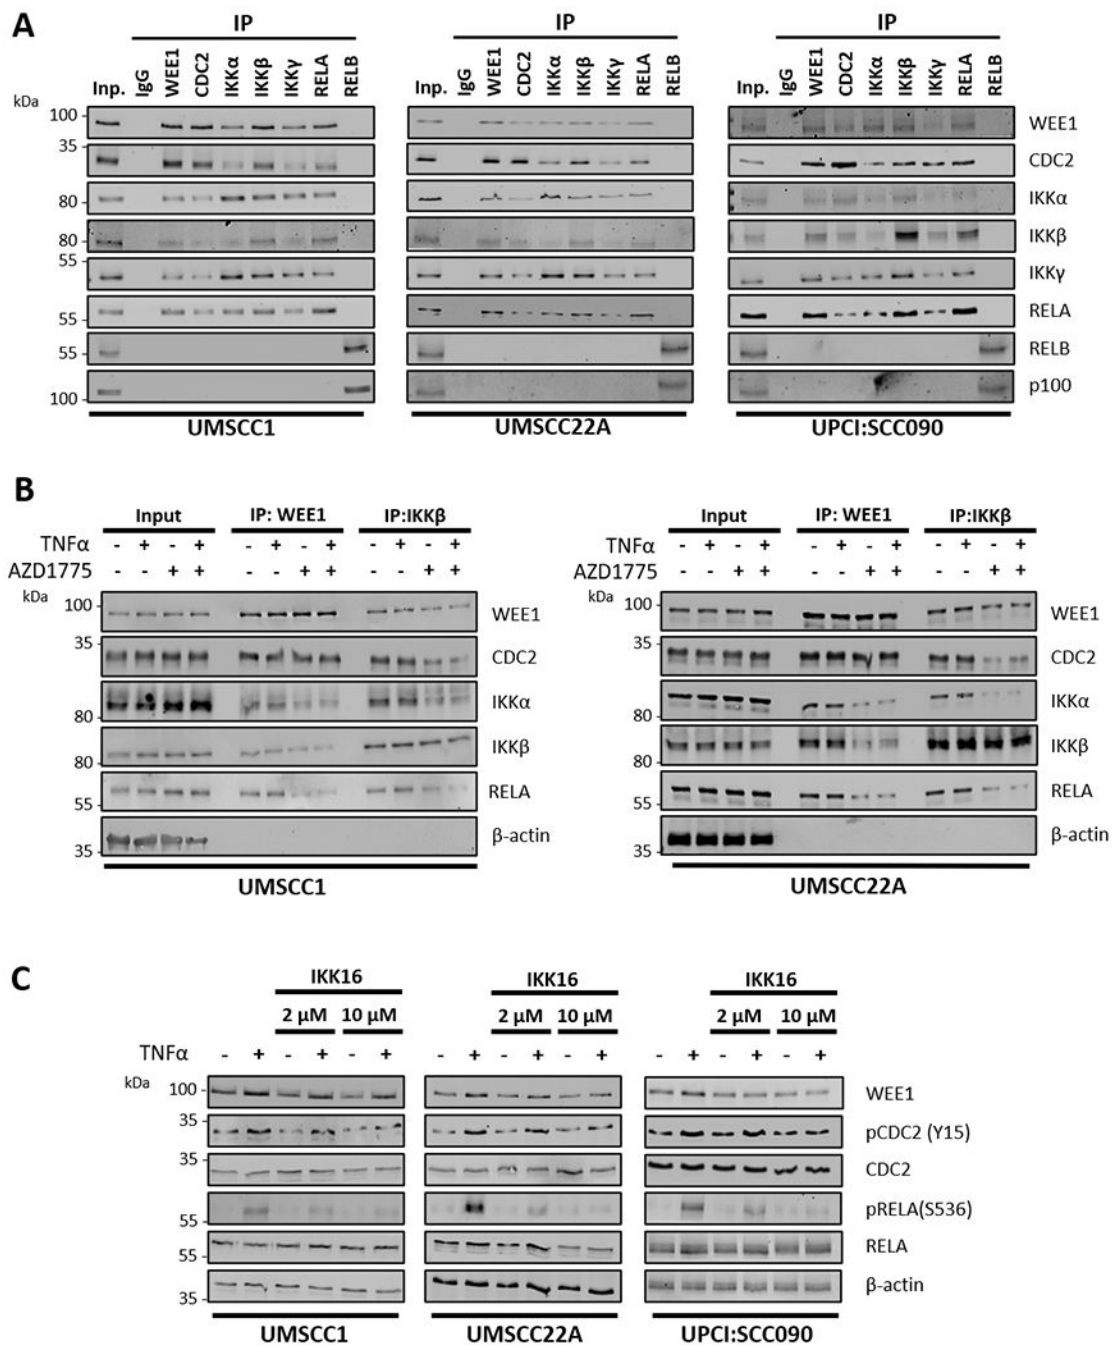 A
IP
IP
IP
Inp.
IgG
WEE1
CDC2
IKKα
IKKβ
IKKγ
RELA
RELB
Inp.
IgG
WEE1
CDC2
IKKα
IKKβ
IKKγ
RELA
RELB
Inp.
IgG
WEE1
CDC2
IKKα
IKKβ
IKKγ
RELA
RELB
kDa
100
WEE1
35
CDC2
80
IKKα
80
IKKβ
55
IKKγ
55
RELA
55
RELB
100
p100
UMSCC1
UMSCC22A
UPCI:SCC090
B
Input
IP: WEE1
IP:IKKβ
Input
IP: WEE1
IP:IKKβ
TNFα - + - + - + - + - + - +
TNFα - + - + - + - + - + - +
AZD1775 - - + + - - + + - - + +
AZD1775 - - + + - - + + - - + +
kDa
100
WEE1
35
CDC2
80
IKKα
80
IKKβ
55
RELA
35
β-actin
UMSCC1
kDa
100
WEE1
35
CDC2
80
IKKα
80
IKKβ
55
RELA
35
β-actin
UMSCC22A
C
IKK16
IKK16
IKK16
2 µM
10 µM
2 µM
10 µM
2 µM
10 µM
TNFα - + - + - + - + - + - + - + - + - +
kDa
100
WEE1
35
pCDC2 (Y15)
35
CDC2
55
pRELA(S536)
55
RELA
35
β-actin
UMSCC1
UMSCC22A
UPCI:SCC090